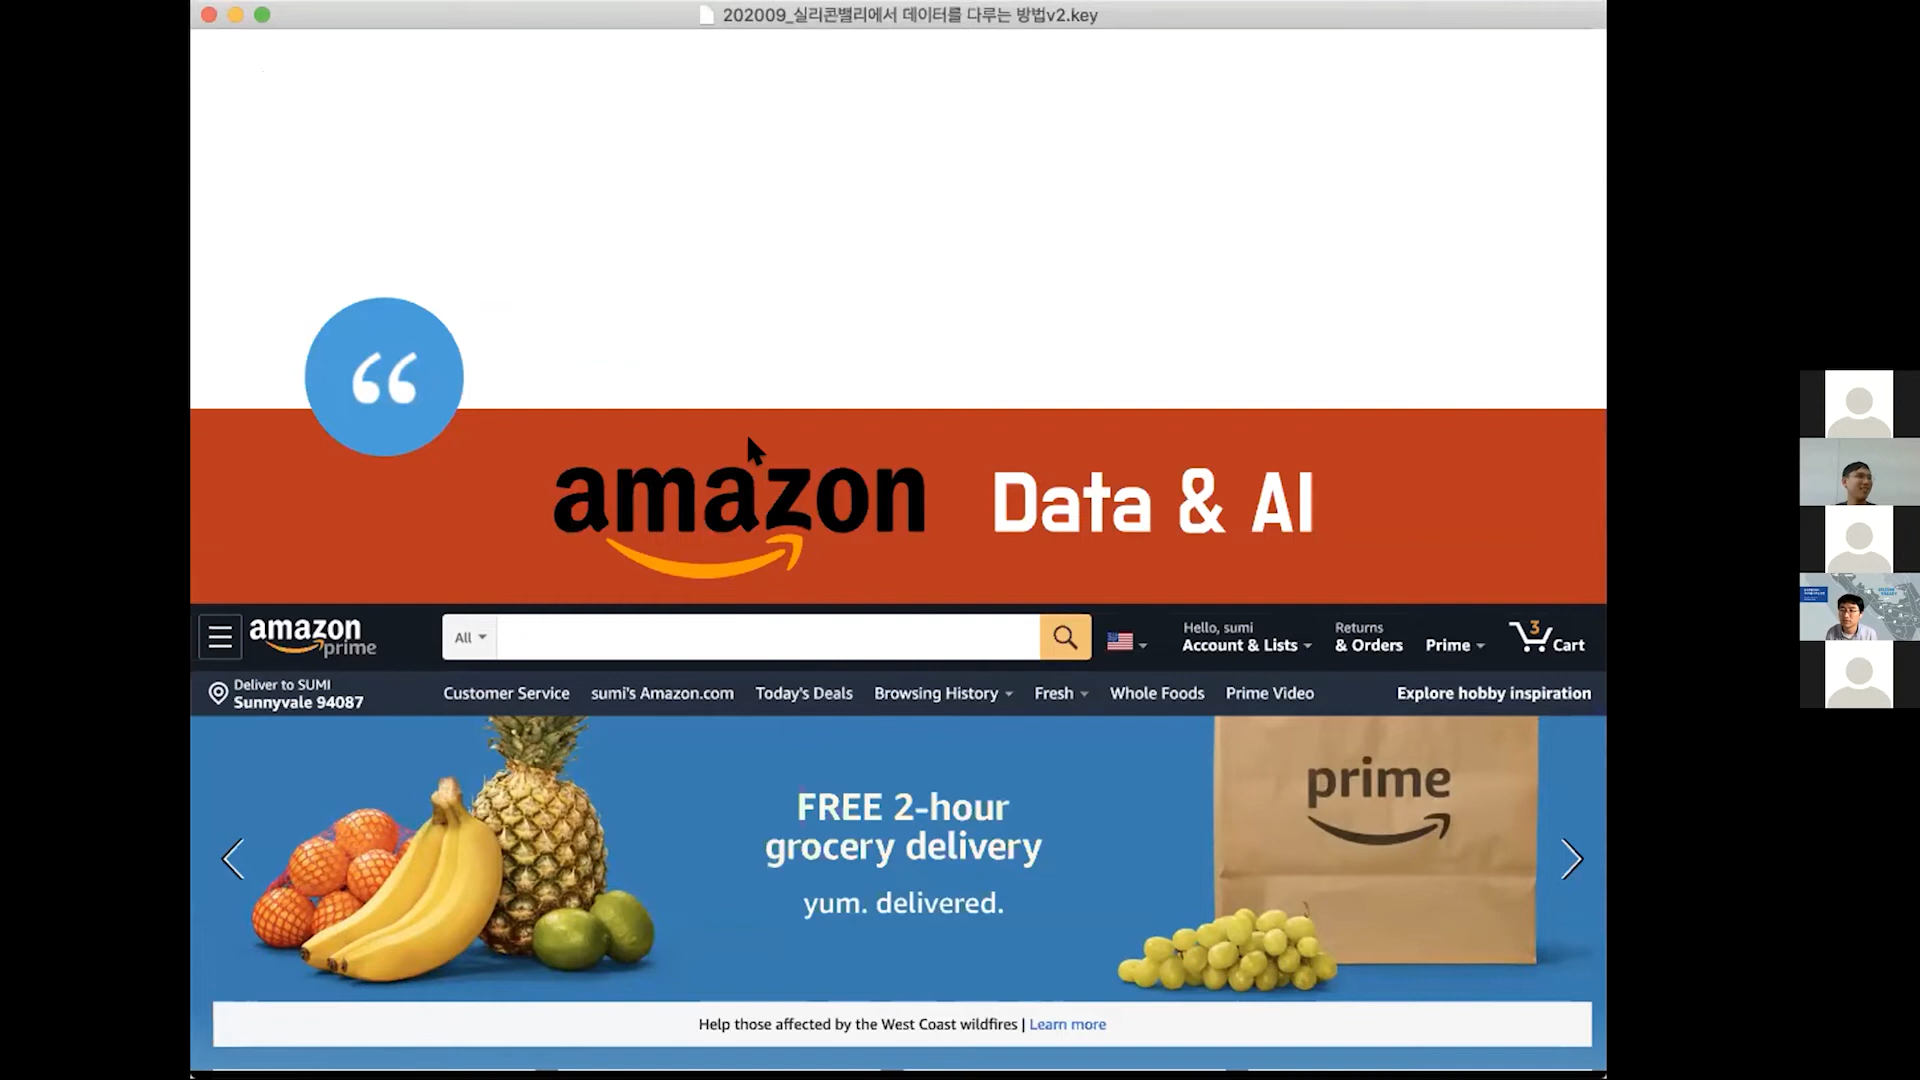 202009_실리콘밸리에서 데이터를 다루는 방법v2.key
“
amazon Data & AI
amazon prime
All
Hello, sumi
Account & Lists
Returns
& Orders
Prime
3
Cart
Deliver to SUMI
Sunnyvale 94087
Customer Service
sumi's Amazon.com
Today's Deals
Browsing History
Fresh
Whole Foods
Prime Video
Explore hobby inspiration
FREE 2-hour
grocery delivery
yum. delivered.
prime
Help those affected by the West Coast wildfires | Learn more